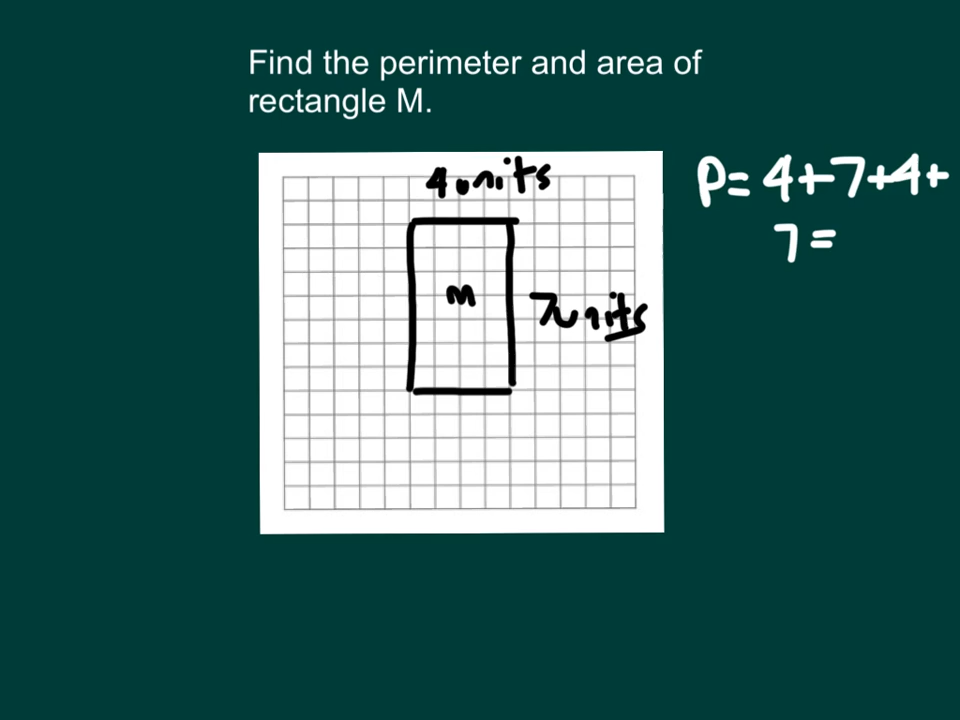 Find the perimeter and area of
rectangle M.
4 units
P = 4+7+4+
7 =
M
7 units